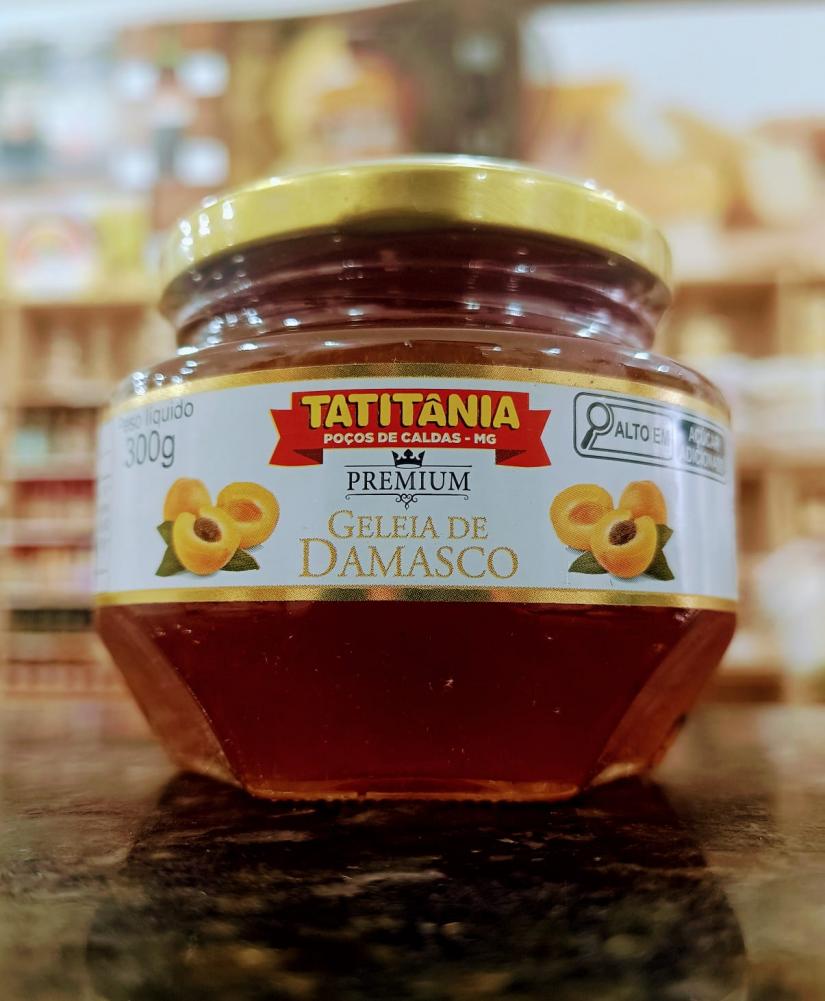 Peso líquido
300g
TATITÂNIA
POÇOS DE CALDAS - MG
PREMIUM
GELEIA DE
DAMASCO
ALTO EM
AÇÚCAR
ADICIONADO